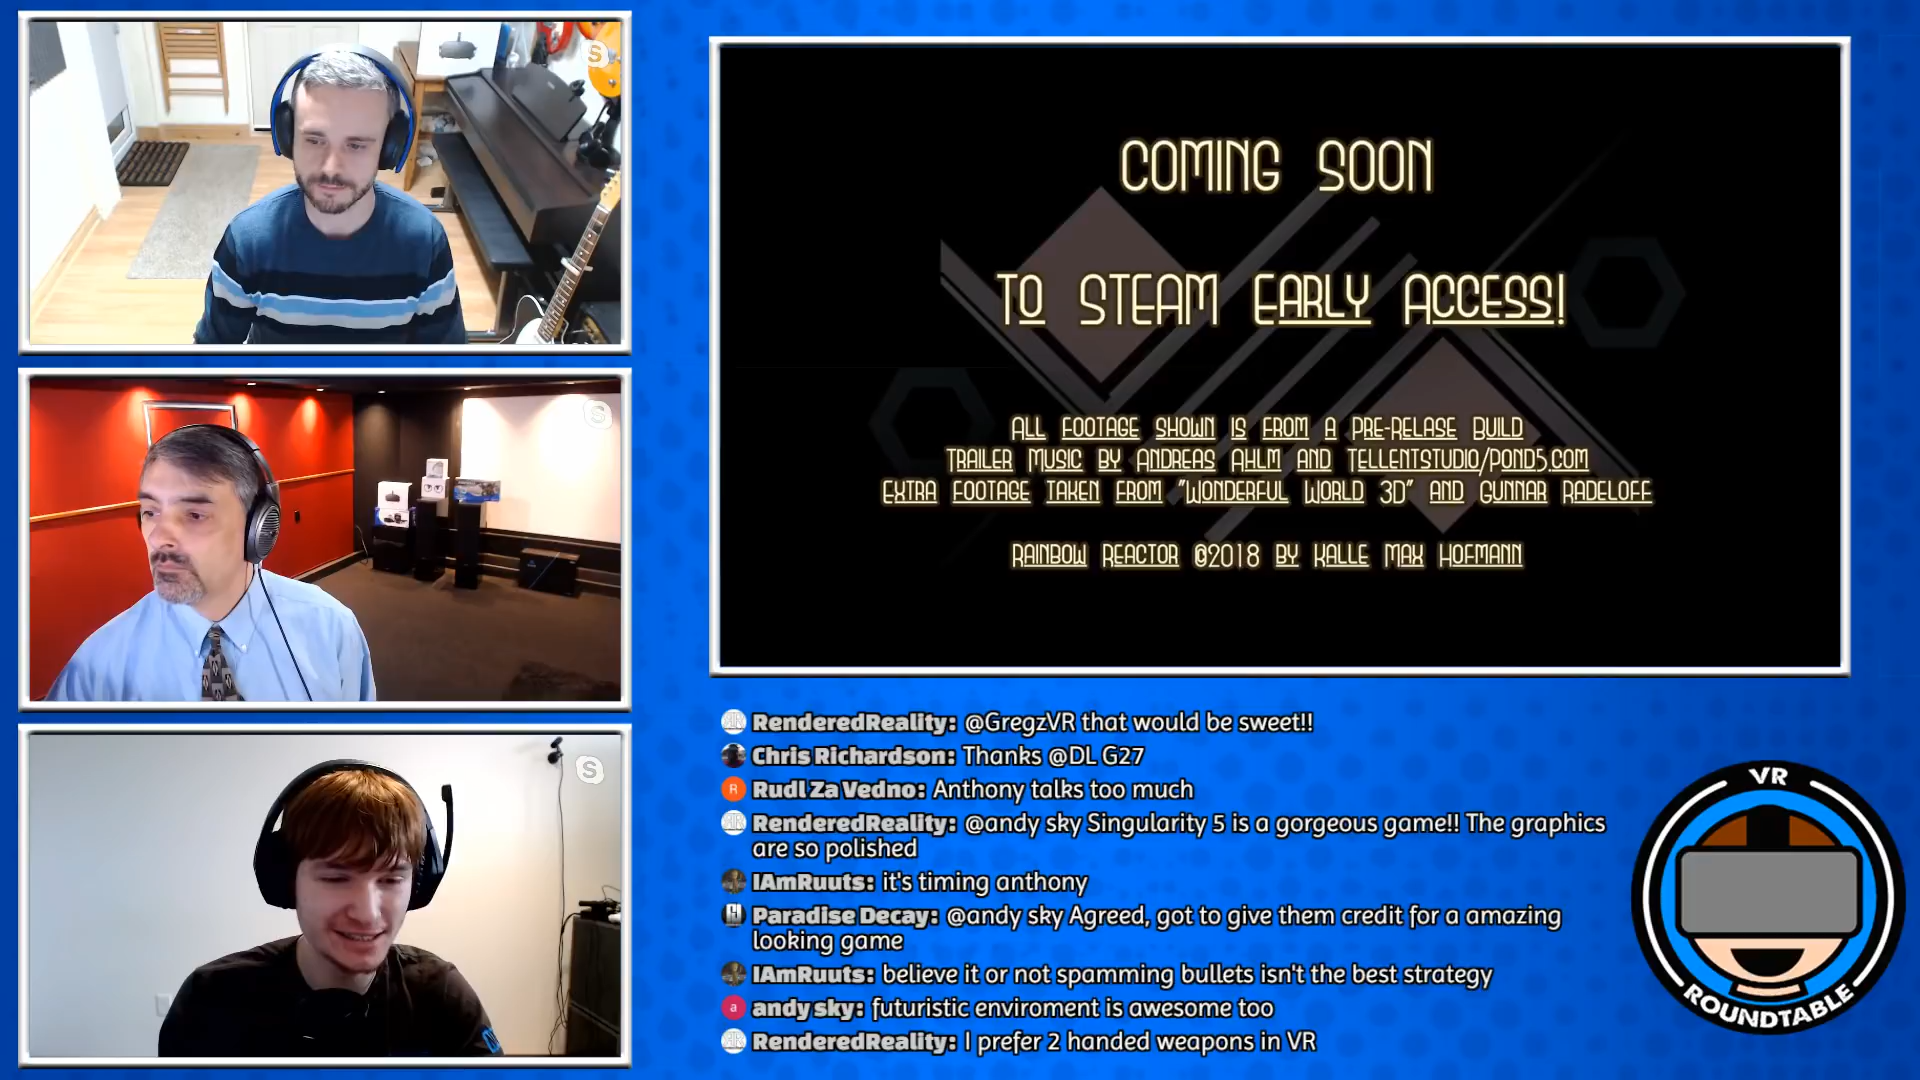 COMING SOON
TO STEAM EARLY ACCESS!
ALL FOOTAGE SHOWN IS FROM A PRE-RELASE BUILD
TRAILER MUSIC BY ANDREAS AHLM AND TELLENTSTUDIO/POND5.COM
EXTRA FOOTAGE TAKEN FROM "WONDERFUL WORLD 3D" AND GUNNAR RADELOFF
RAINBOW REACTOR ©2018 BY KALLE MAX HOFMANN
RenderedReality: @GregzVR that would be sweet!!
Chris Richardson: Thanks @DL G27
R Rudl Za Vedno: Anthony talks too much
RenderedReality: @andy sky Singularity 5 is a gorgeous game!! The graphics
are so polished
IAmRuuts: it's timing anthony
Paradise Decay: @andy sky Agreed, got to give them credit for a amazing
looking game
IAmRuuts: believe it or not spamming bullets isn't the best strategy
a andy sky: futuristic enviroment is awesome too
RenderedReality: I prefer 2 handed weapons in VR
VR
ROUNDTABLE
S
S
S